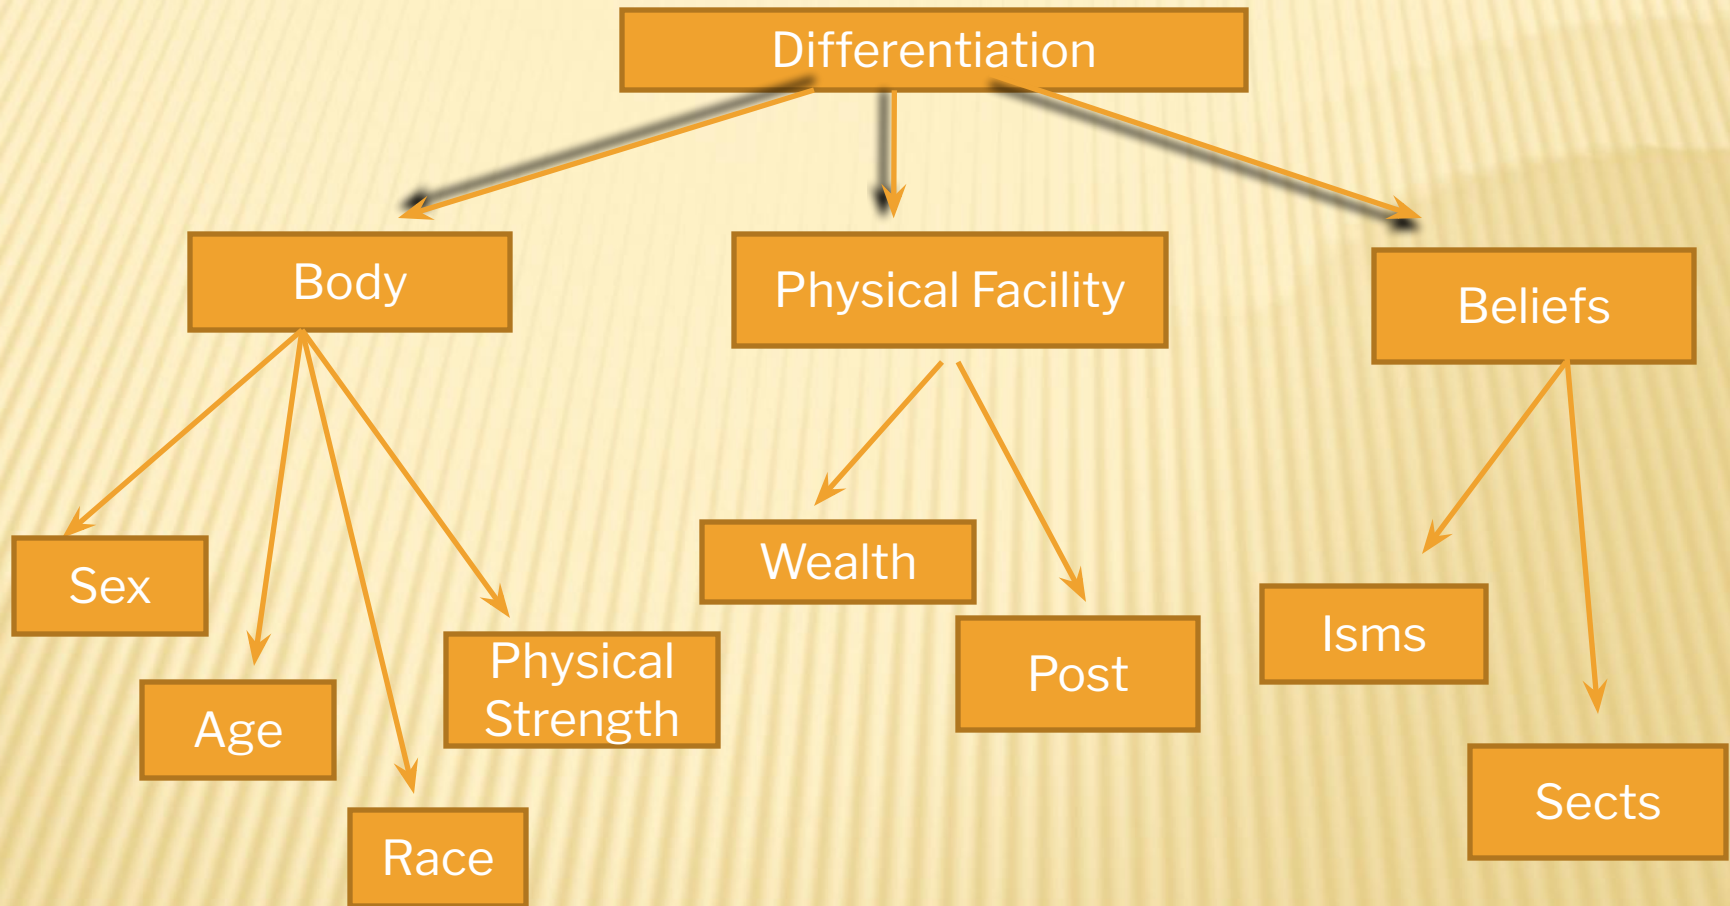 Differentiation
Body
Physical Facility
Beliefs
Sex
Age
Race
Physical
Strength
Wealth
Post
Isms
Sects